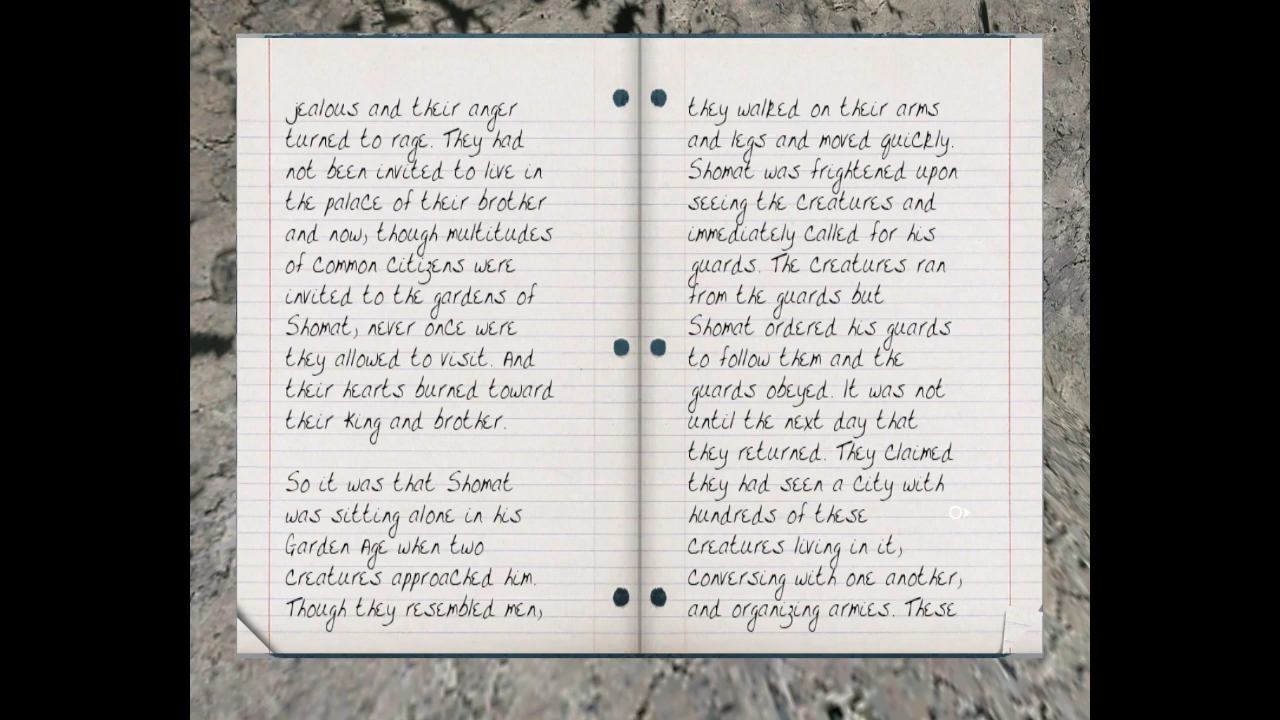 jealous and their anger
turned to rage. They had
not been invited to live in
the palace of their brother
and now, though multitudes
of common citizens were
invited to the gardens of
Shomat, never once were
they allowed to visit. And
their hearts burned toward
their King and brother.
So it was that Shomat
was sitting alone in his
Garden Age when two
creatures approached him.
Though they resembled men,
they walked on their arms
and legs and moved quickly.
Shomat was frightened upon
seeing the creatures and
immediately called for his
guards. The creatures ran
from the guards but
Shomat ordered his guards
to follow them and the
guards obeyed. It was not
until the next day that
they returned. They claimed
they had seen a city with
hundreds of these
creatures living in it,
conversing with one another,
and organizing armies. These